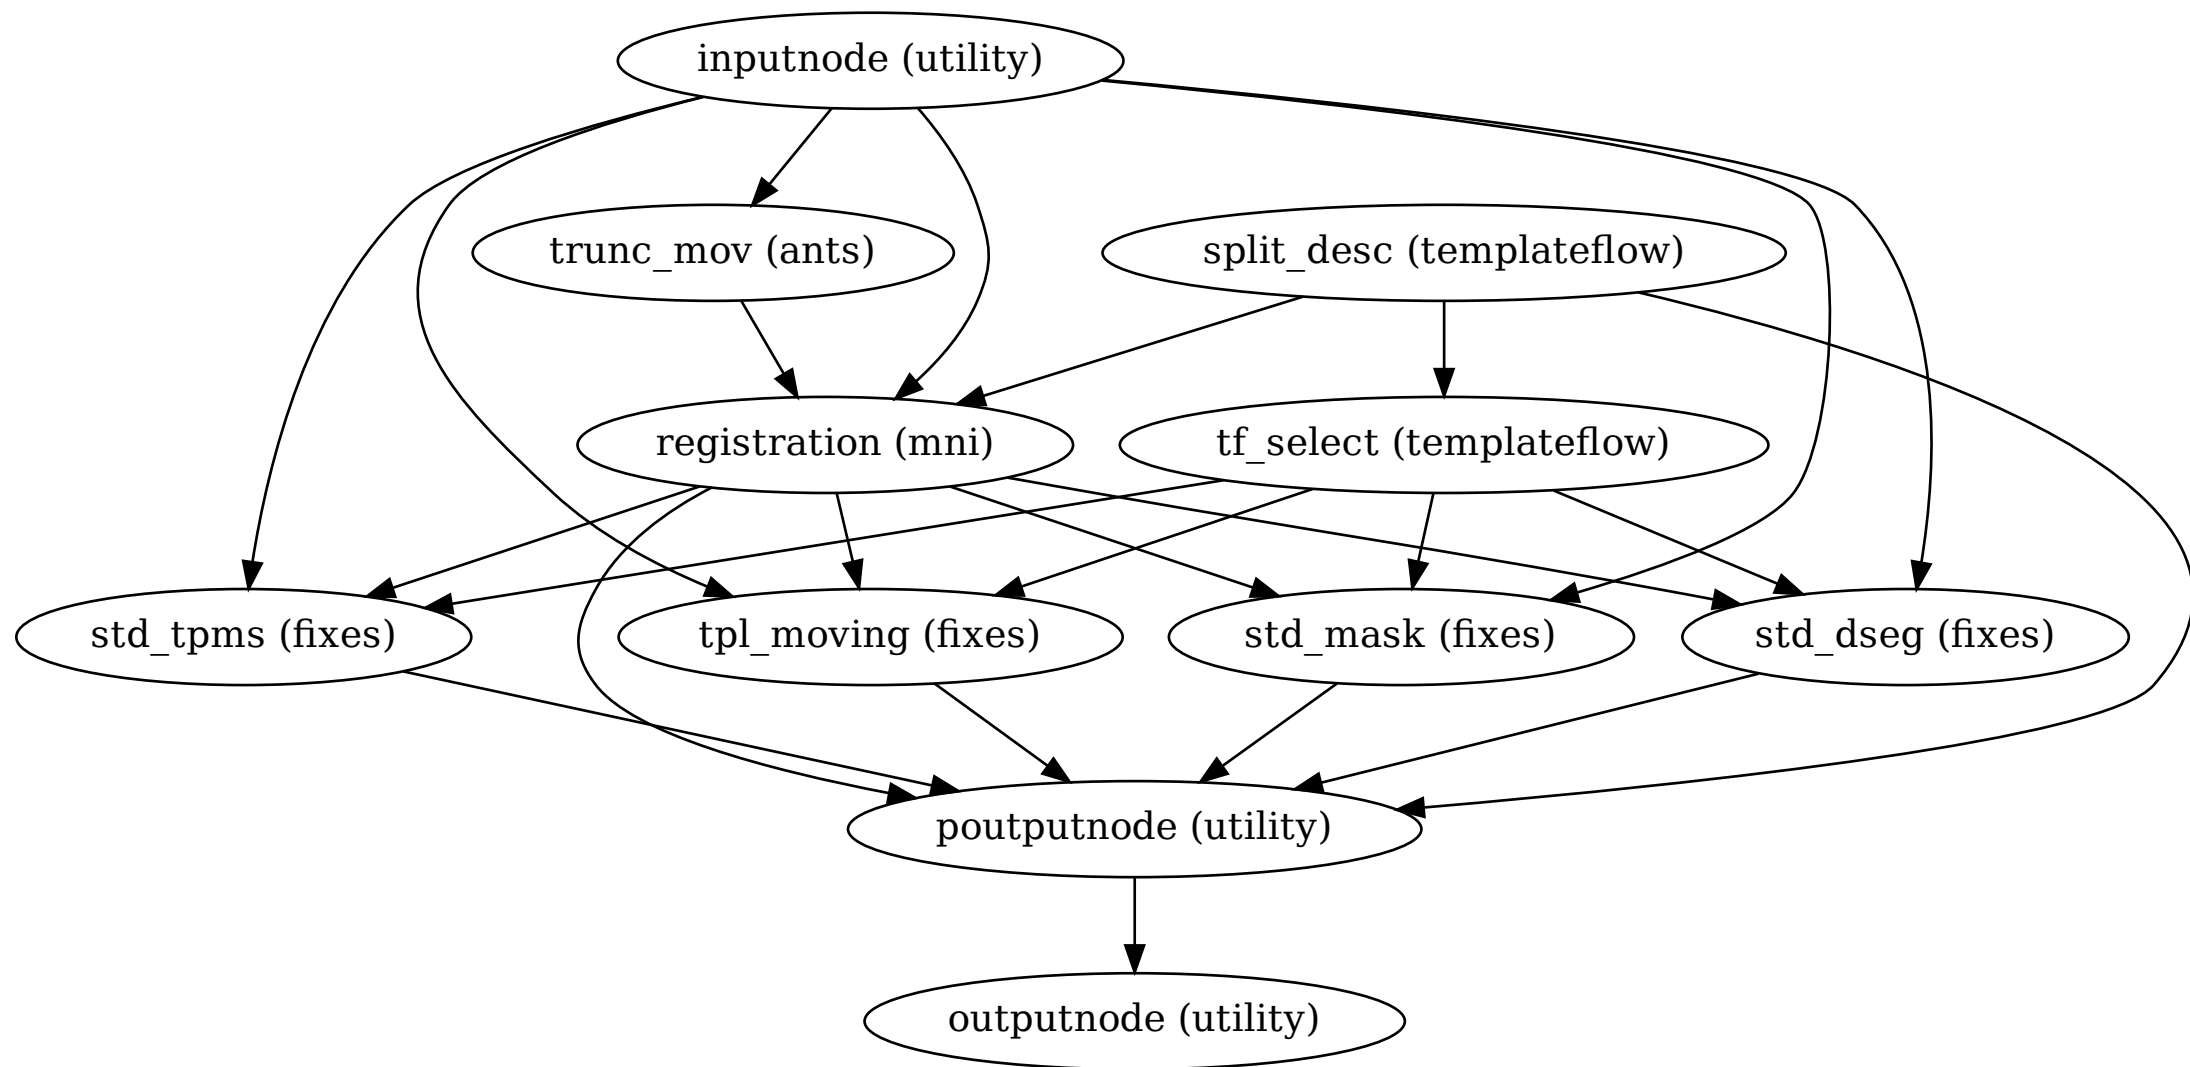 inputnode (utility)
trunc_mov (ants)
split_desc (templateflow)
registration (mni)
tf_select (templateflow)
std_tpms (fixes)
tpl_moving (fixes)
std_mask (fixes)
std_dseg (fixes)
poutputnode (utility)
outputnode (utility)